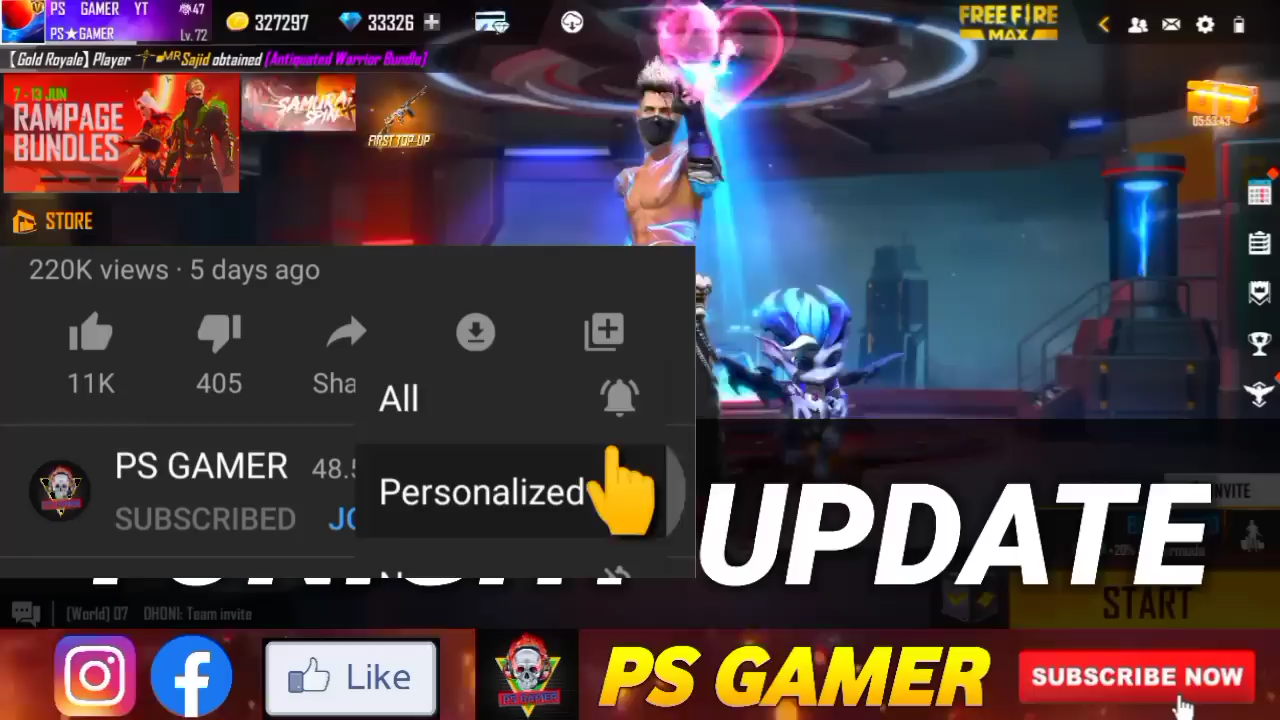 PS GAMER YT
47
327297
33326
PS★GAMER
Lv. 72
FREE FIRE
MAX
[Gold Royale] Player MR Sajid obtained [Antiquated Warrior Bundle]
7 - 13 JUN
RAMPAGE
BUNDLES
SAMURAI
SPIN
FIRST TOP-UP
05:53:43
STORE
220K views · 5 days ago
11K
405
Sha
All
PS GAMER 48.5
Personalized
SUBSCRIBED
UPDATE
START
[World] 07 DHONI: Team invite
Like
PS GAMER
PS GAMER
SUBSCRIBE NOW